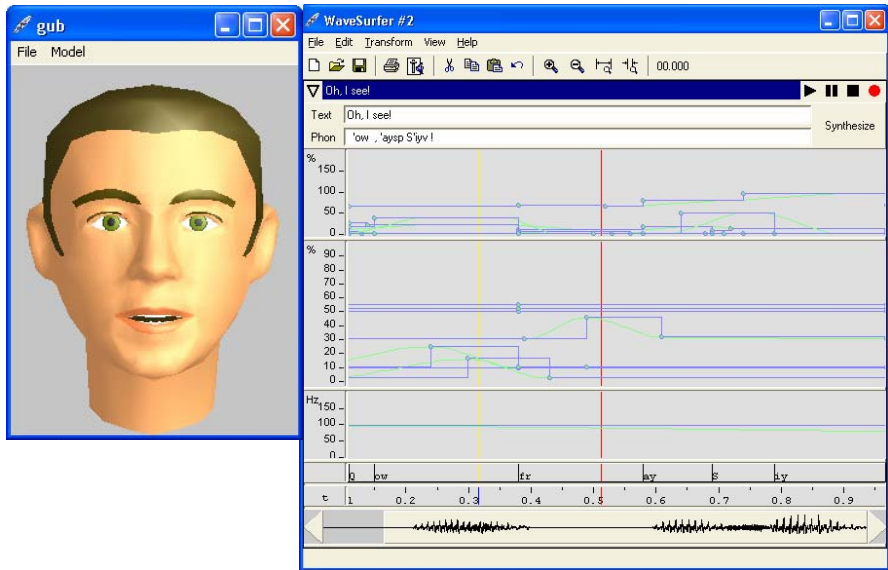 gub
File Model
WaveSurfer #2
File Edit Transform View Help
00.000
Oh, I see!
Text Oh, I see!
Synthesize
Phon 'ow , 'aysp S'iyv !
%
150
100
50
0
%
90
80
70
60
50
40
30
20
10
0
Hz
150
100
50
0
Q ow fr ay S iy
t 1 0.2 0.3 0.4 0.5 0.6 0.7 0.8 0.9